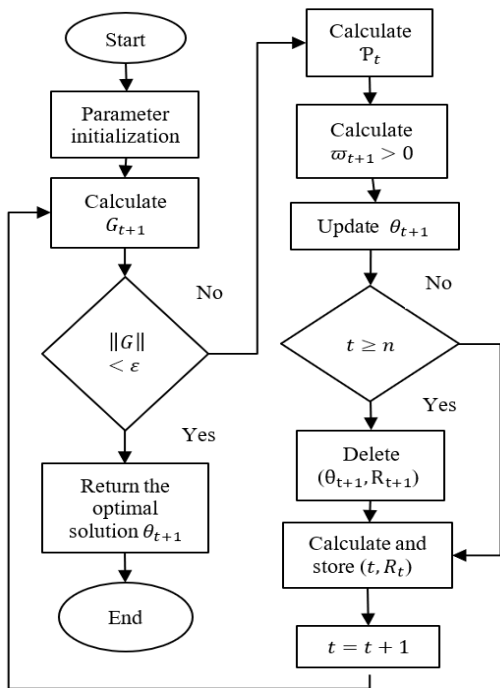 Start
Parameter
initialization
Calculate
G_{t+1}
‖G‖
< ε
No
Yes
Return the
optimal
solution θ_{t+1}
End
Calculate
𝒫_t
Calculate
ϖ_{t+1} > 0
Update θ_{t+1}
t ≥ n
No
Yes
Delete
(θ_{t+1}, R_{t+1})
Calculate and
store (t, R_t)
t = t + 1